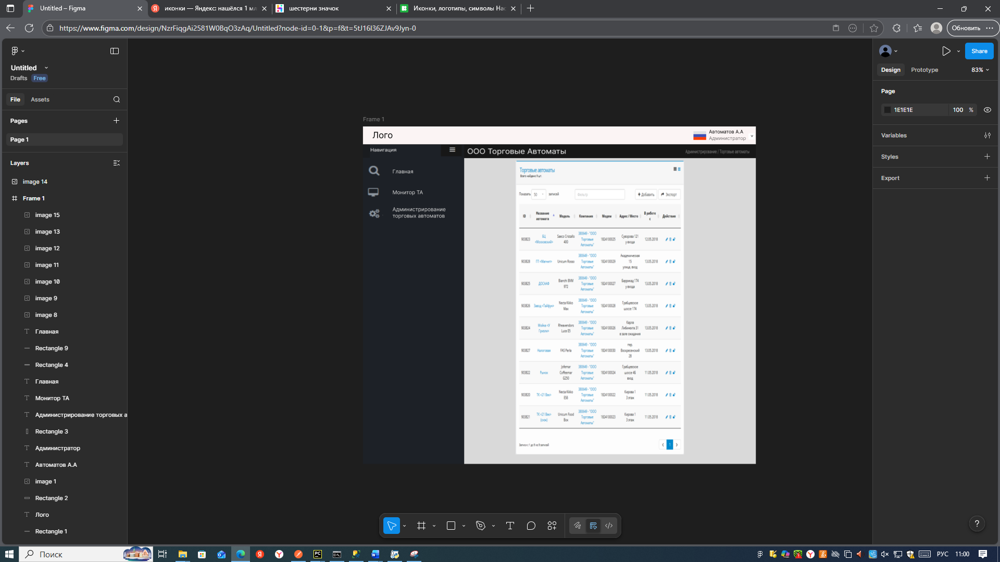 Untitled – Figma
иконки — Яндекс: нашёлся 1 мл
шестерни значок
Иконки, логотипы, символы Нас
https://www.figma.com/design/NzrFiqgAi2581W0BqO3zAq/Untitled?node-id=0-1&p=f&t=5tJ16I36ZJAv9Jyn-0
Обновить
Untitled
Drafts Free
File Assets
Pages
Page 1
Layers
image 14
Frame 1
image 15
image 13
image 12
image 11
image 10
image 9
image 8
Главная
Rectangle 9
Rectangle 4
Главная
Монитор ТА
Администрирование торговых а
Rectangle 3
Администратор
Автоматов А.А
image 1
Rectangle 2
Лого
Rectangle 1
Frame 1
Лого
Автоматов А.А
Администратор
Навигация
ООО Торговые Автоматы
Администрирование / Торговые автоматы
Главная
Монитор ТА
Администрирование
торговых автоматов
Торговые автоматы
Всего найдено 9 шт.
Показать 50 записей
Фильтр
Добавить
Экспорт
ID Название автомата Модель Компания Модем Адрес / Место В работе с Действия
903823 БЦ «Московский» Saeco Cristallo 400 380649 - "ООО Торговые Автоматы" 1824100025 Суворова 121 у входа 12.05.2018
903828 ГП «Магнит» Unicum Rosso 380649 - "ООО Торговые Автоматы" 1824100029 Академическая 15 улица, вход 13.05.2018
903825 ДОСААФ Bianchi BVM 972 380649 - "ООО Торговые Автоматы" 1824100027 Баррикад 174 у входа 13.05.2018
903826 Завод «Тайфун» Necta Kikko Max 380649 - "ООО Торговые Автоматы" 1824100028 Грабцевское шоссе 174 13.05.2018
903824 Мойка «У Гризли» Rheavendors Luce E5 380649 - "ООО Торговые Автоматы" 1824100026 Карла Либкнехта 31 в зале ожидания 13.05.2018
903827 Налоговая FAS Perla 380649 - "ООО Торговые Автоматы" 1824100030 пер. Воскресенский 28 13.05.2018
903822 Рынок Jofemar Coffeemar G250 380649 - "ООО Торговые Автоматы" 1824100024 Грабцевское шоссе 4Б вход 11.05.2018
903820 ТК «21 Век» Necta Kikko ES6 380649 - "ООО Торговые Автоматы" 1824100022 Кирова 1 3 этаж 11.05.2018
903821 ТК «21 Век» (снэк) Unicum Food Box 380649 - "ООО Торговые Автоматы" 1824100023 Кирова 1 3 этаж 11.05.2018
Записи с 1 до 9 из 9 записей
1
Share
Design Prototype 83%
Page
1E1E1E 100 %
Variables
Styles
Export
?
Поиск
РУС 11:00